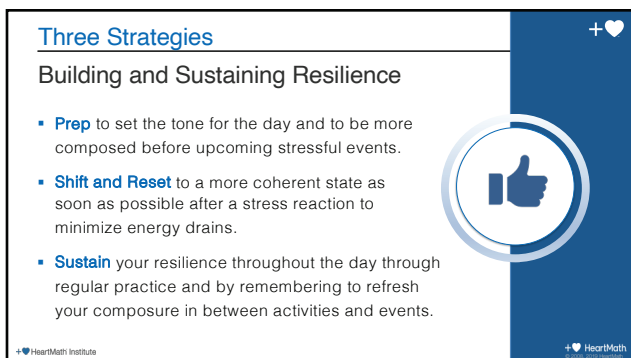 Three Strategies
Building and Sustaining Resilience
▪ Prep to set the tone for the day and to be more
composed before upcoming stressful events.
▪ Shift and Reset to a more coherent state as
soon as possible after a stress reaction to
minimize energy drains.
▪ Sustain your resilience throughout the day through
regular practice and by remembering to refresh
your composure in between activities and events.
HeartMath Institute
HeartMath